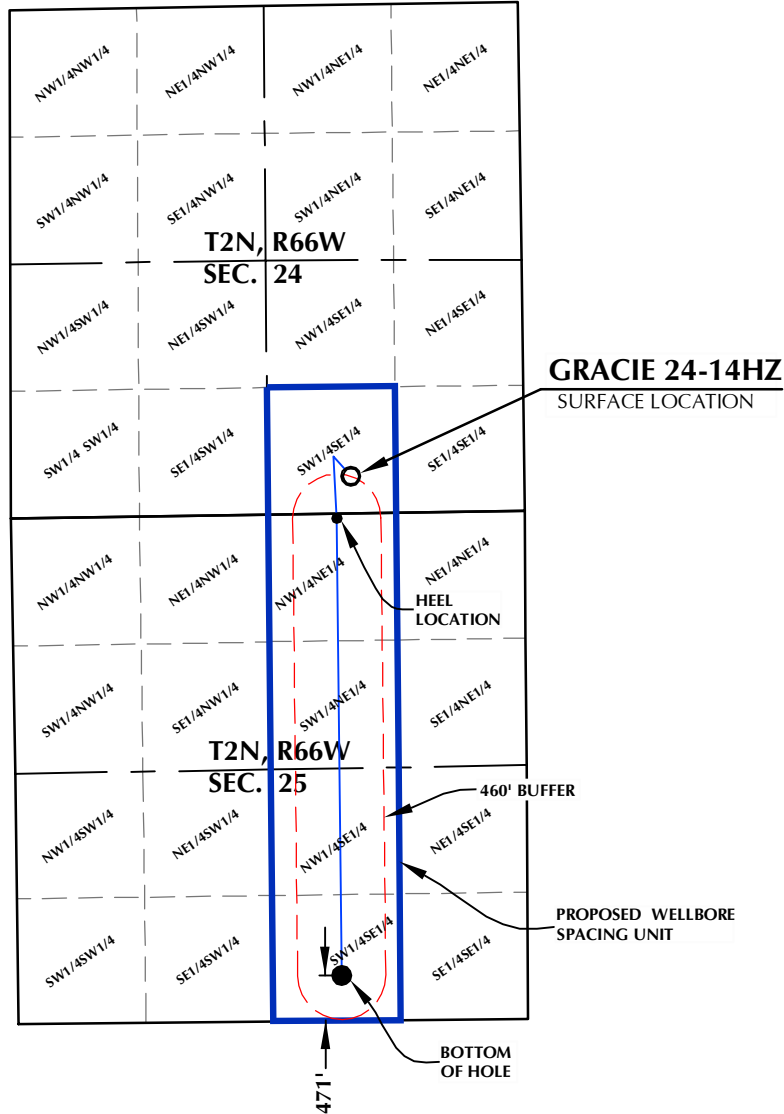 NW1/4NW1/4
NE1/4NW1/4
NW1/4NE1/4
NE1/4NE1/4
SW1/4NW1/4
SE1/4NW1/4
SW1/4NE1/4
SE1/4NE1/4
T2N, R66W
SEC. 24
NW1/4SW1/4
NE1/4SW1/4
NW1/4SE1/4
NE1/4SE1/4
GRACIE 24-14HZ
SURFACE LOCATION
SW1/4 SW1/4
SE1/4SW1/4
SW1/4SE1/4
SE1/4SE1/4
NW1/4NW1/4
NE1/4NW1/4
NW1/4NE1/4
NE1/4NE1/4
HEEL
LOCATION
SW1/4NW1/4
SE1/4NW1/4
SW1/4NE1/4
SE1/4NE1/4
T2N, R66W
SEC. 25
460' BUFFER
NW1/4SW1/4
NE1/4SW1/4
NW1/4SE1/4
NE1/4SE1/4
PROPOSED WELLBORE
SPACING UNIT
SW1/4SW1/4
SE1/4SW1/4
SW1/4SE1/4
SE1/4SE1/4
BOTTOM
OF HOLE
471'